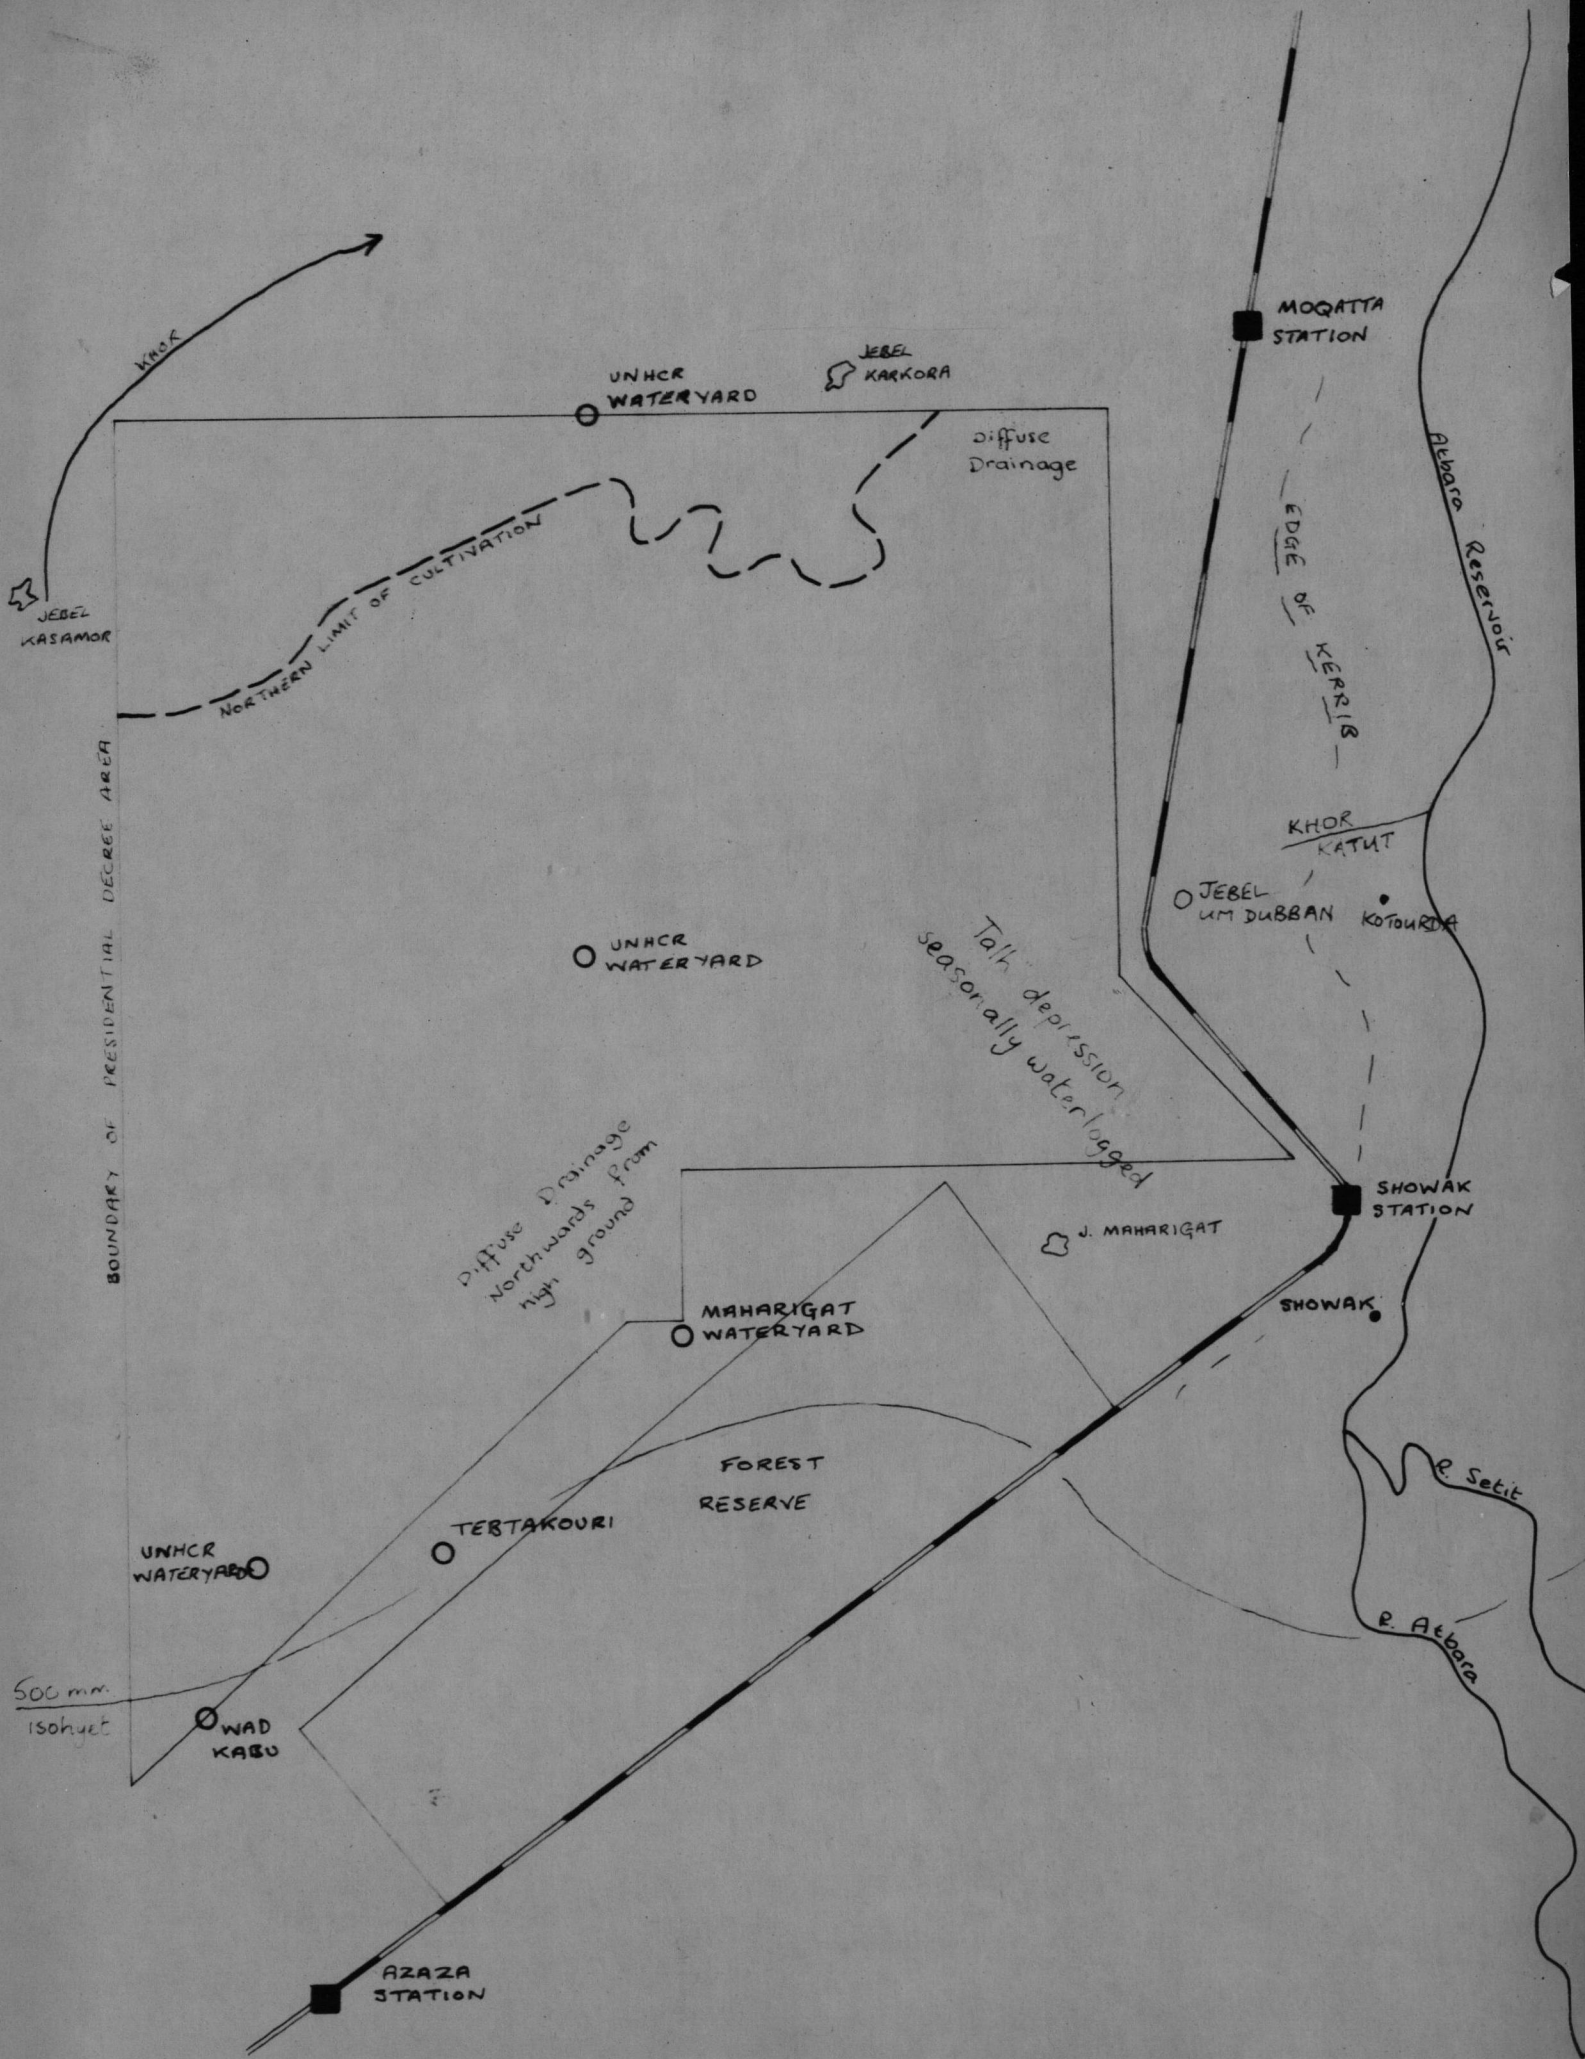 KHOR
MOQATTA
STATION
JEBEL
KARKORA
UNHCR
WATERYARD
Diffuse
Drainage
Atbara Reservoir
EDGE OF KERRIB
NORTHERN LIMIT OF CULTIVATION
JEBEL
KASAMOR
BOUNDARY OF PRESIDENTIAL DECREE AREA
KHOR
KATUT
JEBEL
UM DUBBAN
KOTOURDA
UNHCR
WATERYARD
Talh depression
seasonally waterlogged
Diffuse Drainage
Northwards from
high ground
SHOWAK
STATION
J. MAHARIGAT
SHOWAK
MAHARIGAT
WATERYARD
FOREST
RESERVE
R. Setit
TEBTAKOURI
UNHCR
WATERYARD
R. Atbara
500 mm.
Isohyet
WAD
KABU
AZAZA
STATION